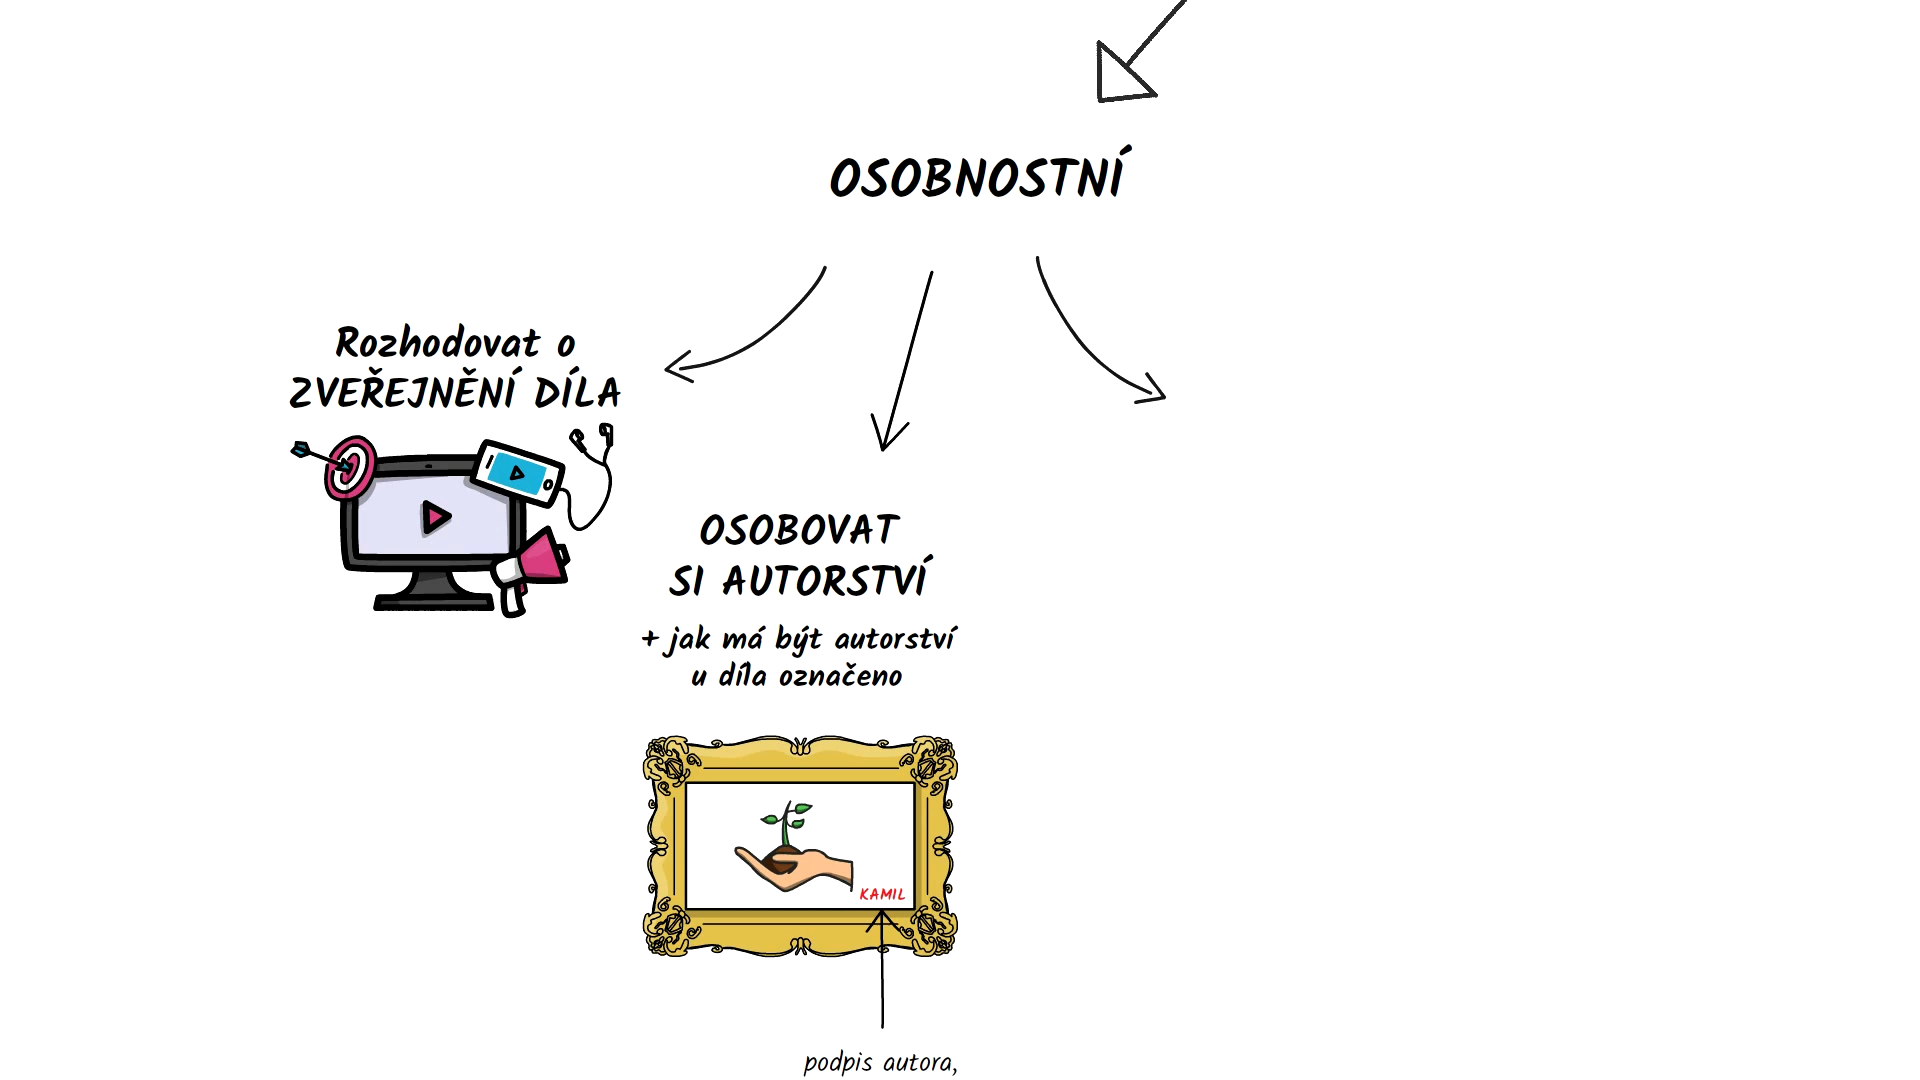 OSOBNOSTNÍ
Rozhodovat o
ZVEŘEJNĚNÍ DÍLA
OSOBOVAT
SI AUTORSTVÍ
+ jak má být autorství
u díla označeno
KAMIL
podpis autora,